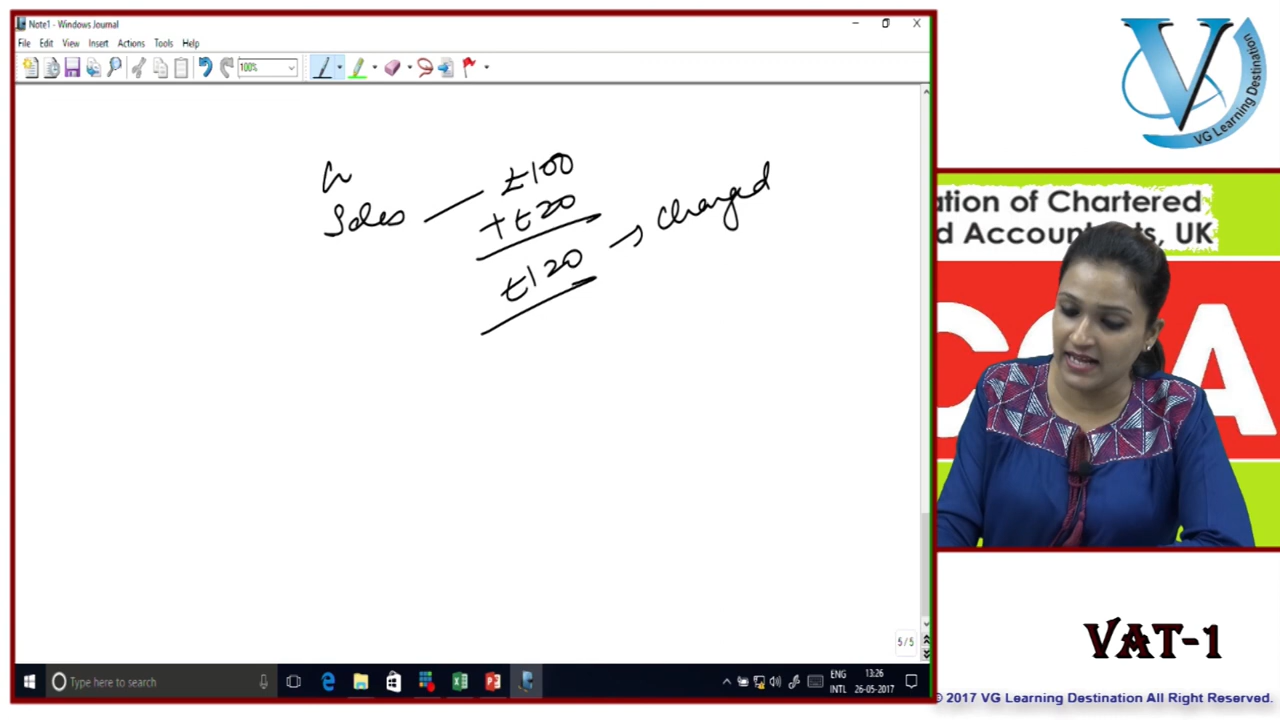 Note1 - Windows Journal
File Edit View Insert Actions Tools Help
100%
Sales — £100
+ £20
£120 → charged
5 / 5
Type here to search
ENG
INTL
13:26
26-05-2017
V
VG Learning Destination
ation of Chartered
d Accountants, UK
CCA
VAT-1
© 2017 VG Learning Destination All Right Reserved.